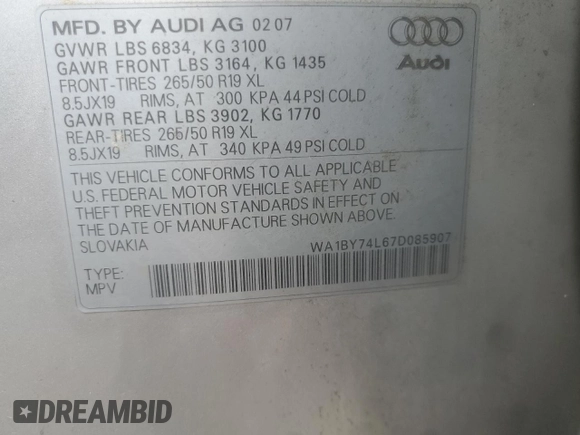 MFD. BY AUDI AG 02 07
GVWR LBS 6834, KG 3100
GAWR FRONT LBS 3164, KG 1435
FRONT-TIRES 265/50 R19 XL
8.5JX19 RIMS, AT 300 KPA 44 PSI COLD
GAWR REAR LBS 3902, KG 1770
REAR-TIRES 265/50 R19 XL
8.5JX19 RIMS, AT 340 KPA 49 PSI COLD
Audi
THIS VEHICLE CONFORMS TO ALL APPLICABLE
U.S. FEDERAL MOTOR VEHICLE SAFETY AND
THEFT PREVENTION STANDARDS IN EFFECT ON
THE DATE OF MANUFACTURE SHOWN ABOVE.
SLOVAKIA WA1BY74L67D085907
TYPE:
MPV
DREAMBID